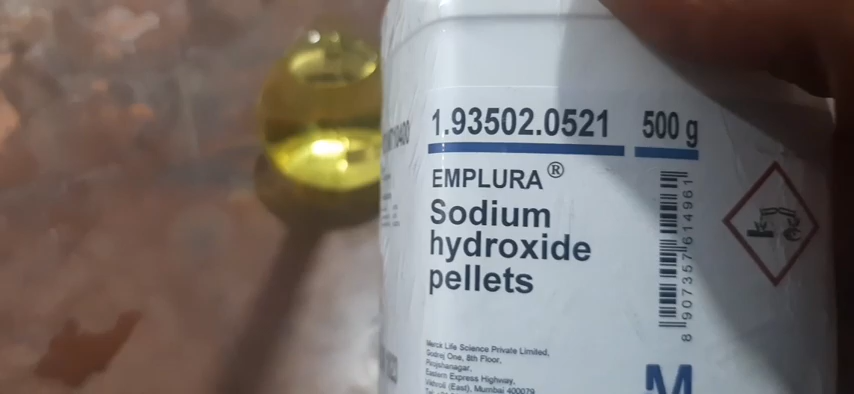 1.93502.0521 500 g
EMPLURA®
Sodium
hydroxide
pellets
8 907357 614961
Merck Life Science Private Limited,
Godrej One, 8th Floor,
Pirojshanagar,
Eastern Express Highway,
Vikhroli (East), Mumbai 400079
M